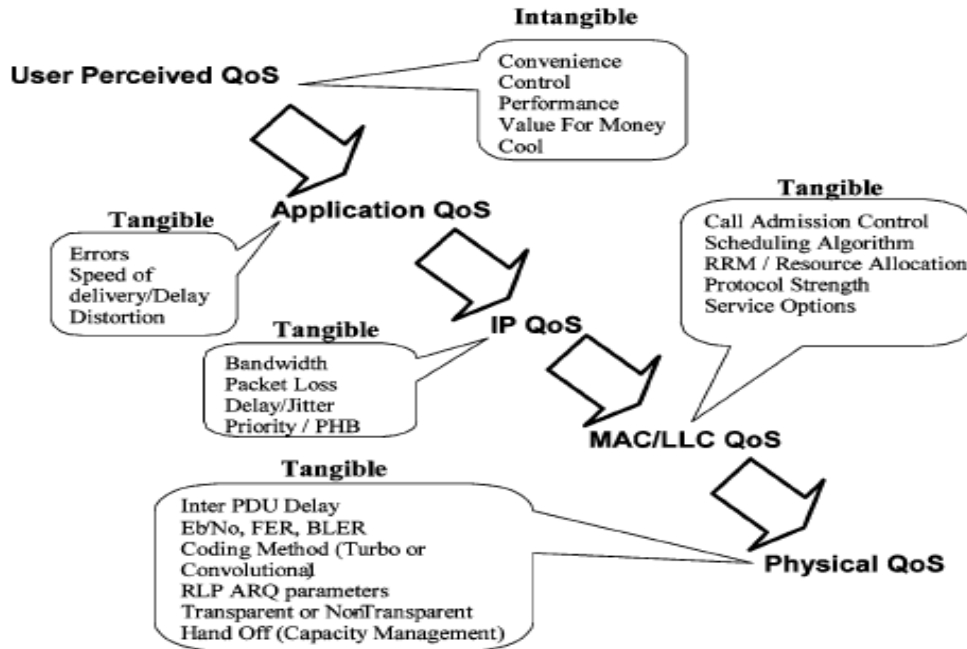 Intangible
User Perceived QoS
Convenience
Control
Performance
Value For Money
Cool
Tangible
Application QoS
Errors
Speed of
delivery/Delay
Distortion
Tangible
Call Admission Control
Scheduling Algorithm
RRM / Resource Allocation
Protocol Strength
Service Options
Tangible
IP QoS
Bandwidth
Packet Loss
Delay/Jitter
Priority / PHB
MAC/LLC QoS
Tangible
Inter PDU Delay
Eb/No, FER, BLER
Coding Method (Turbo or
Convolutional)
RLP ARQ parameters
Transparent or NonTransparent
Hand Off (Capacity Management)
Physical QoS